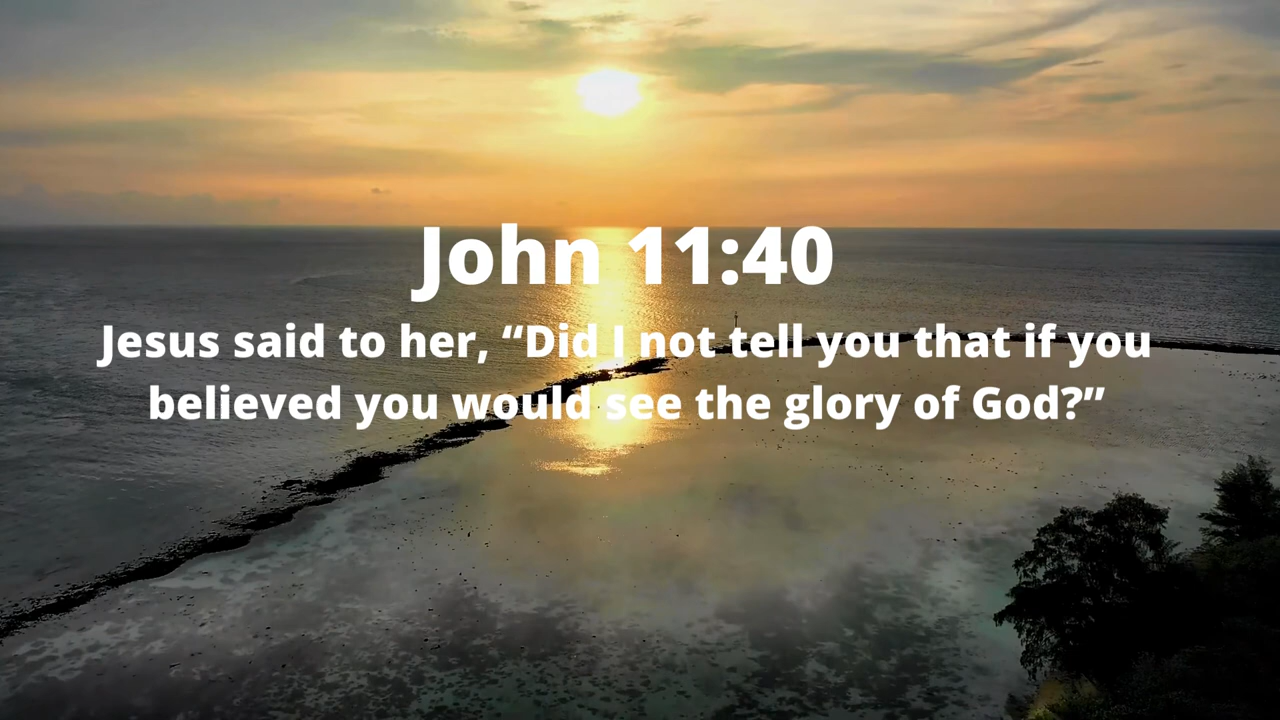 John 11:40
Jesus said to her, “Did I not tell you that if you
believed you would see the glory of God?”